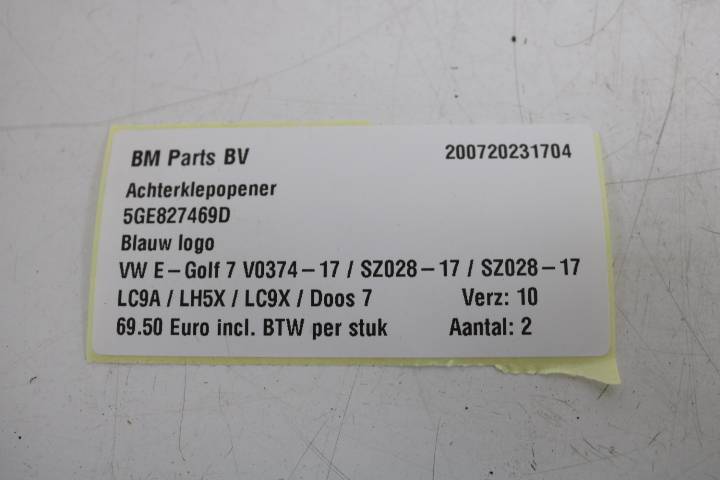 BM Parts BV 200720231704
Achterklepopener
5GE827469D
Blauw logo
VW E-Golf 7 V0374-17 / SZ028-17 / SZ028-17
LC9A / LH5X / LC9X / Doos 7 Verz: 10
69.50 Euro incl. BTW per stuk Aantal: 2